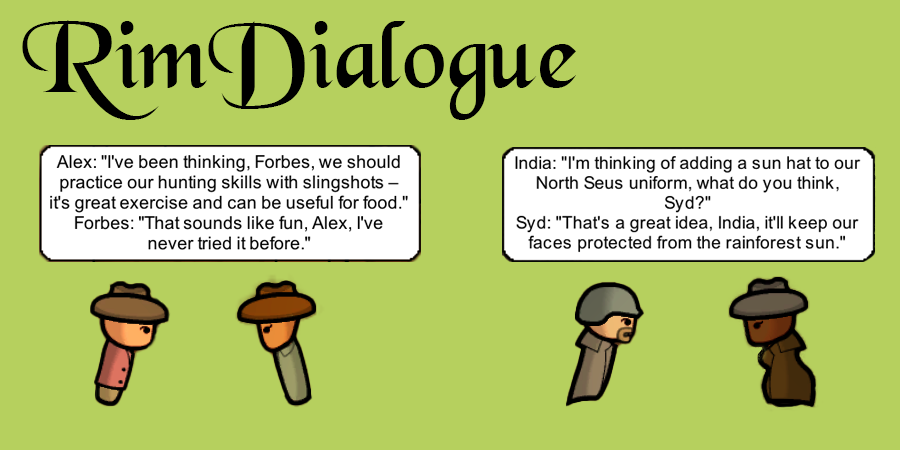 RimDialogue
Alex: "I've been thinking, Forbes, we should
practice our hunting skills with slingshots –
it's great exercise and can be useful for food."
Forbes: "That sounds like fun, Alex, I've
never tried it before."
India: "I'm thinking of adding a sun hat to our
North Seus uniform, what do you think,
Syd?"
Syd: "That's a great idea, India, it'll keep our
faces protected from the rainforest sun."